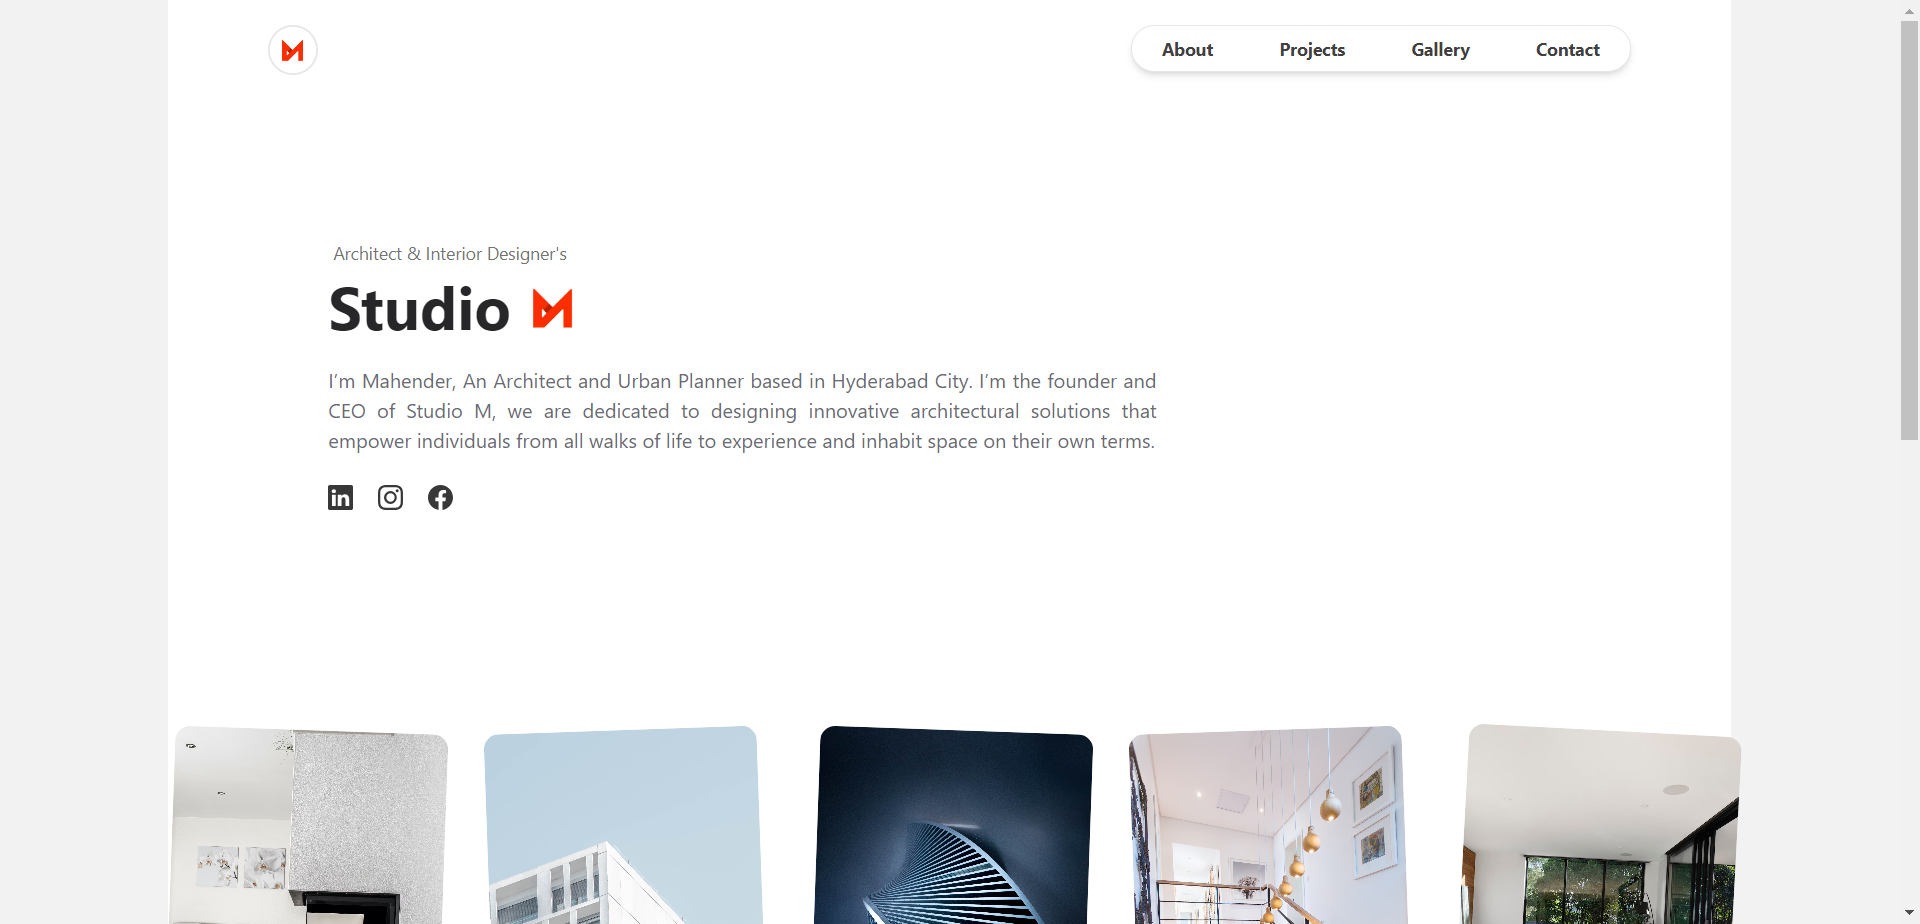 About Projects Gallery Contact
Architect & Interior Designer's
Studio M
I’m Mahender, An Architect and Urban Planner based in Hyderabad City. I’m the founder and
CEO of Studio M, we are dedicated to designing innovative architectural solutions that
empower individuals from all walks of life to experience and inhabit space on their own terms.